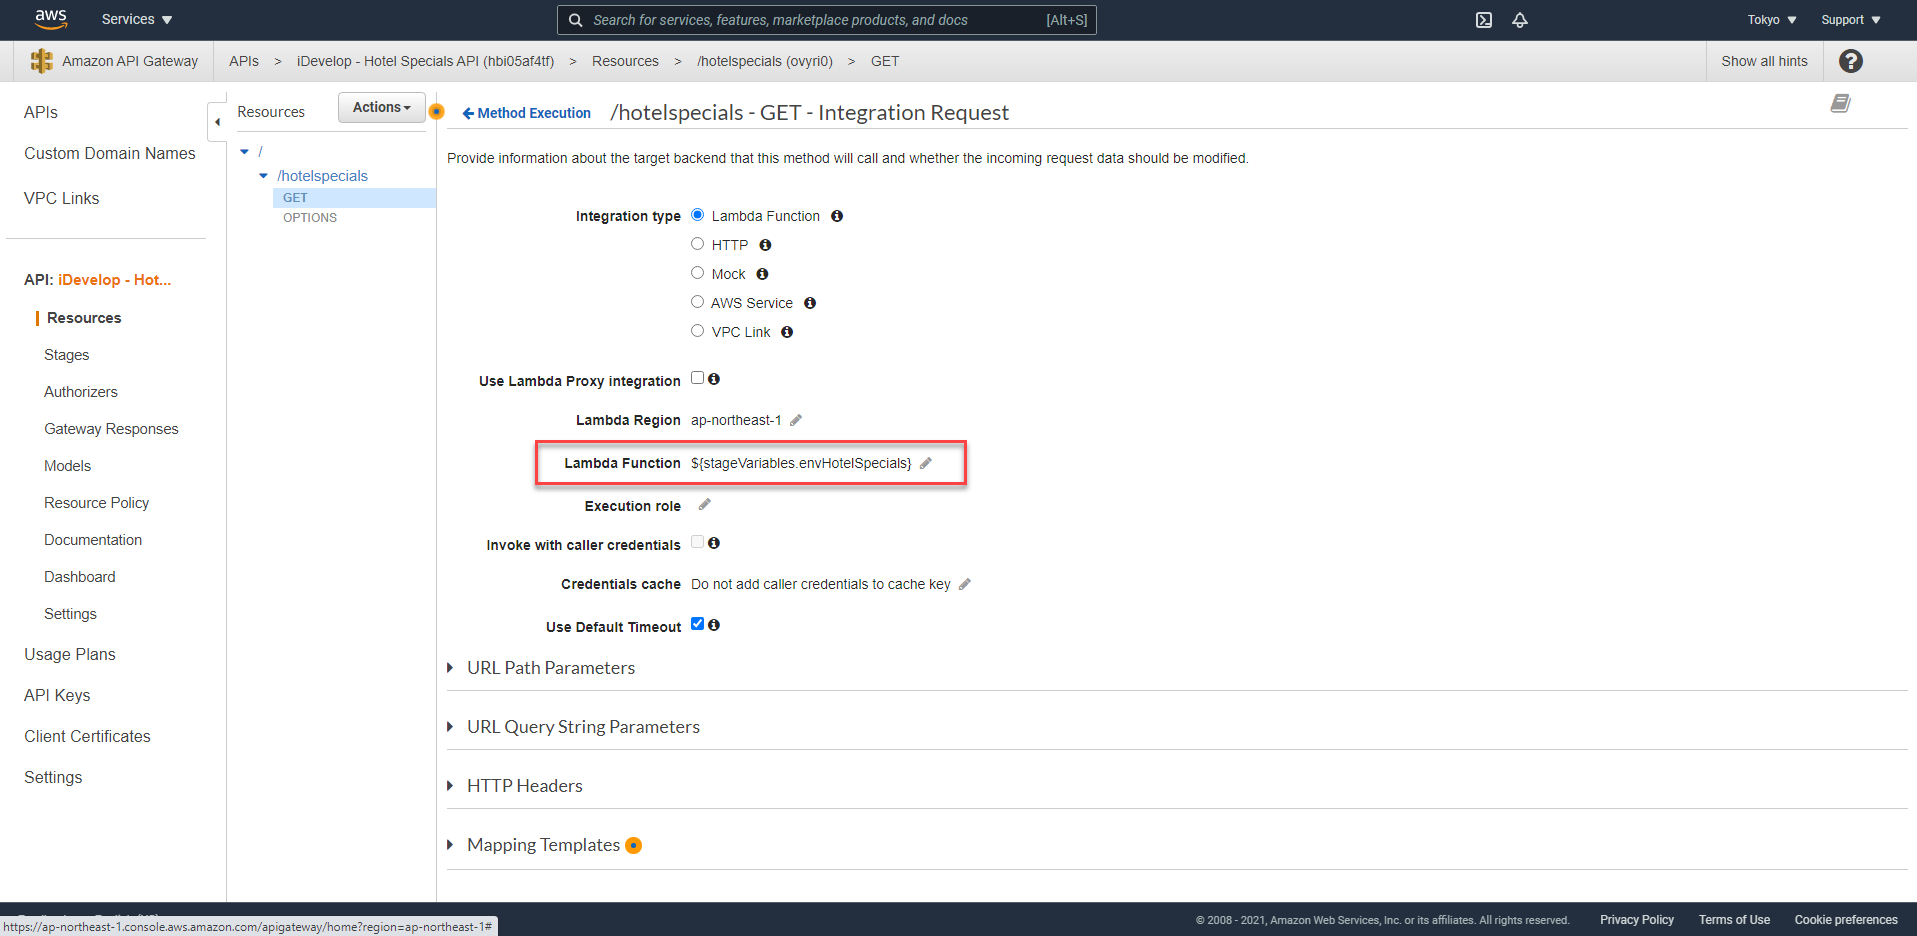 aws Services Search for services, features, marketplace products, and docs [Alt+S] Tokyo Support
Amazon API Gateway APIs > iDevelop - Hotel Specials API (hbi05af4tf) > Resources > /hotelspecials (ovyri0) > GET Show all hints ?
APIs
Custom Domain Names
VPC Links
API: iDevelop - Hot...
Resources
Stages
Authorizers
Gateway Responses
Models
Resource Policy
Documentation
Dashboard
Settings
Usage Plans
API Keys
Client Certificates
Settings
Resources Actions
/
/hotelspecials
GET
OPTIONS
Method Execution /hotelspecials - GET - Integration Request
Provide information about the target backend that this method will call and whether the incoming request data should be modified.
Integration type Lambda Function
HTTP
Mock
AWS Service
VPC Link
Use Lambda Proxy integration
Lambda Region ap-northeast-1
Lambda Function ${stageVariables.envHotelSpecials}
Execution role
Invoke with caller credentials
Credentials cache Do not add caller credentials to cache key
Use Default Timeout
URL Path Parameters
URL Query String Parameters
HTTP Headers
Mapping Templates
© 2008 - 2021, Amazon Web Services, Inc. or its affiliates. All rights reserved. Privacy Policy Terms of Use Cookie preferences
https://ap-northeast-1.console.aws.amazon.com/apigateway/home?region=ap-northeast-1#